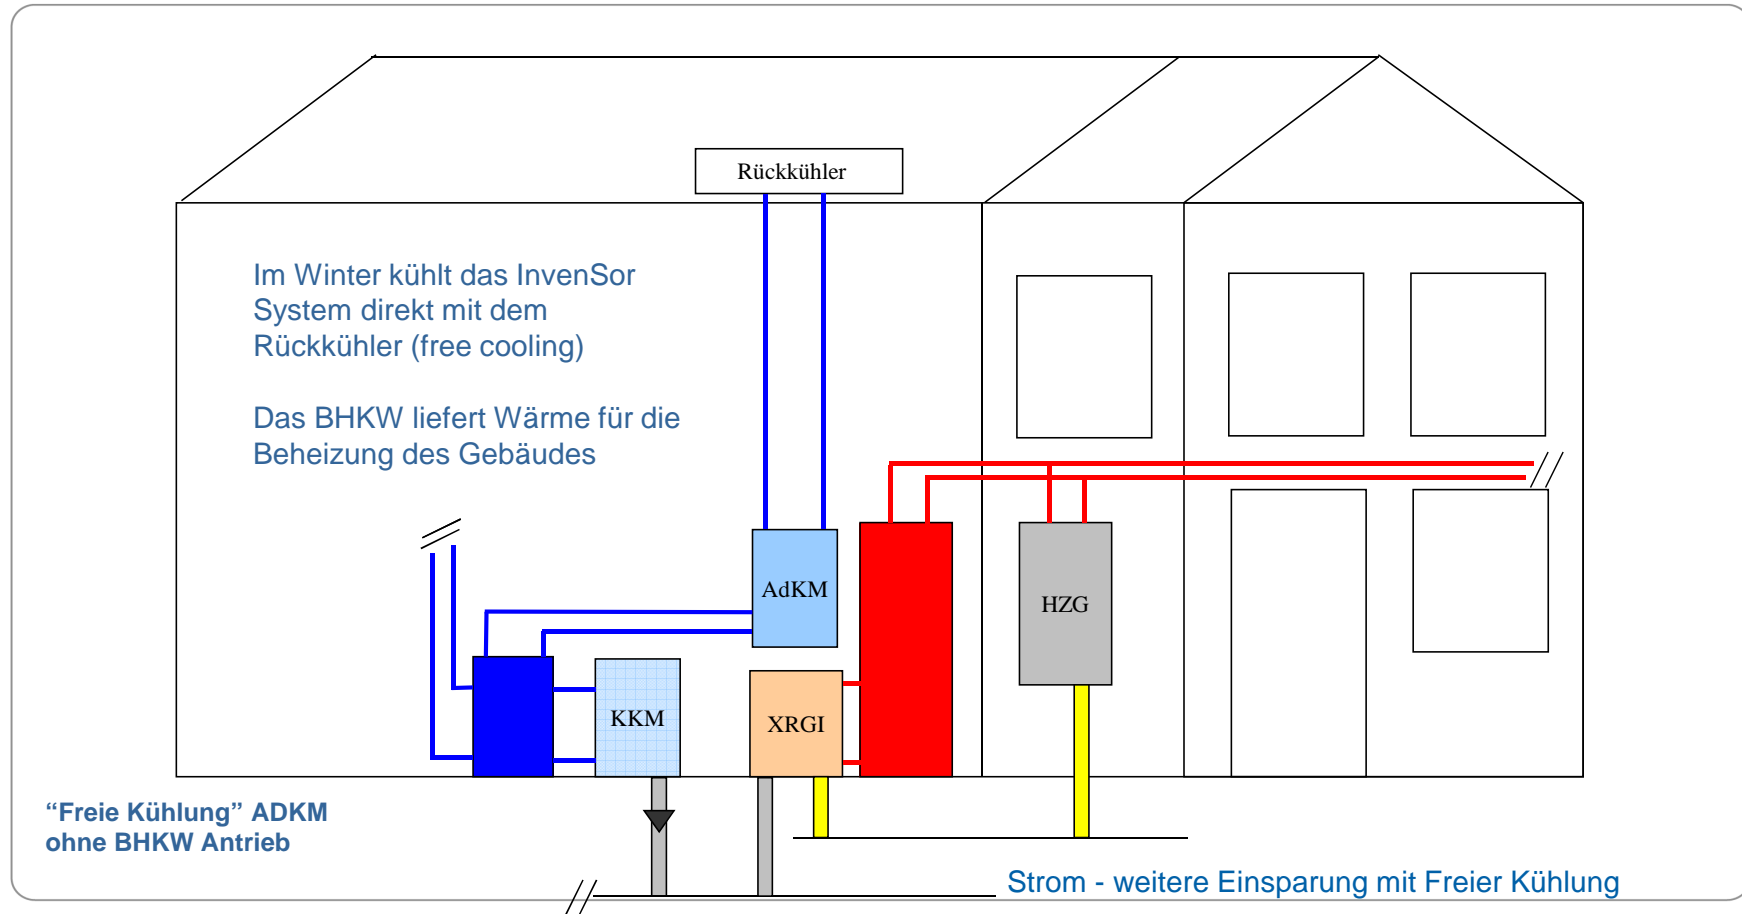 Rückkühler
Im Winter kühlt das InvenSor
System direkt mit dem
Rückkühler (free cooling)
Das BHKW liefert Wärme für die
Beheizung des Gebäudes
AdKM
HZG
KKM
XRGI
“Freie Kühlung” ADKM
ohne BHKW Antrieb
Strom - weitere Einsparung mit Freier Kühlung